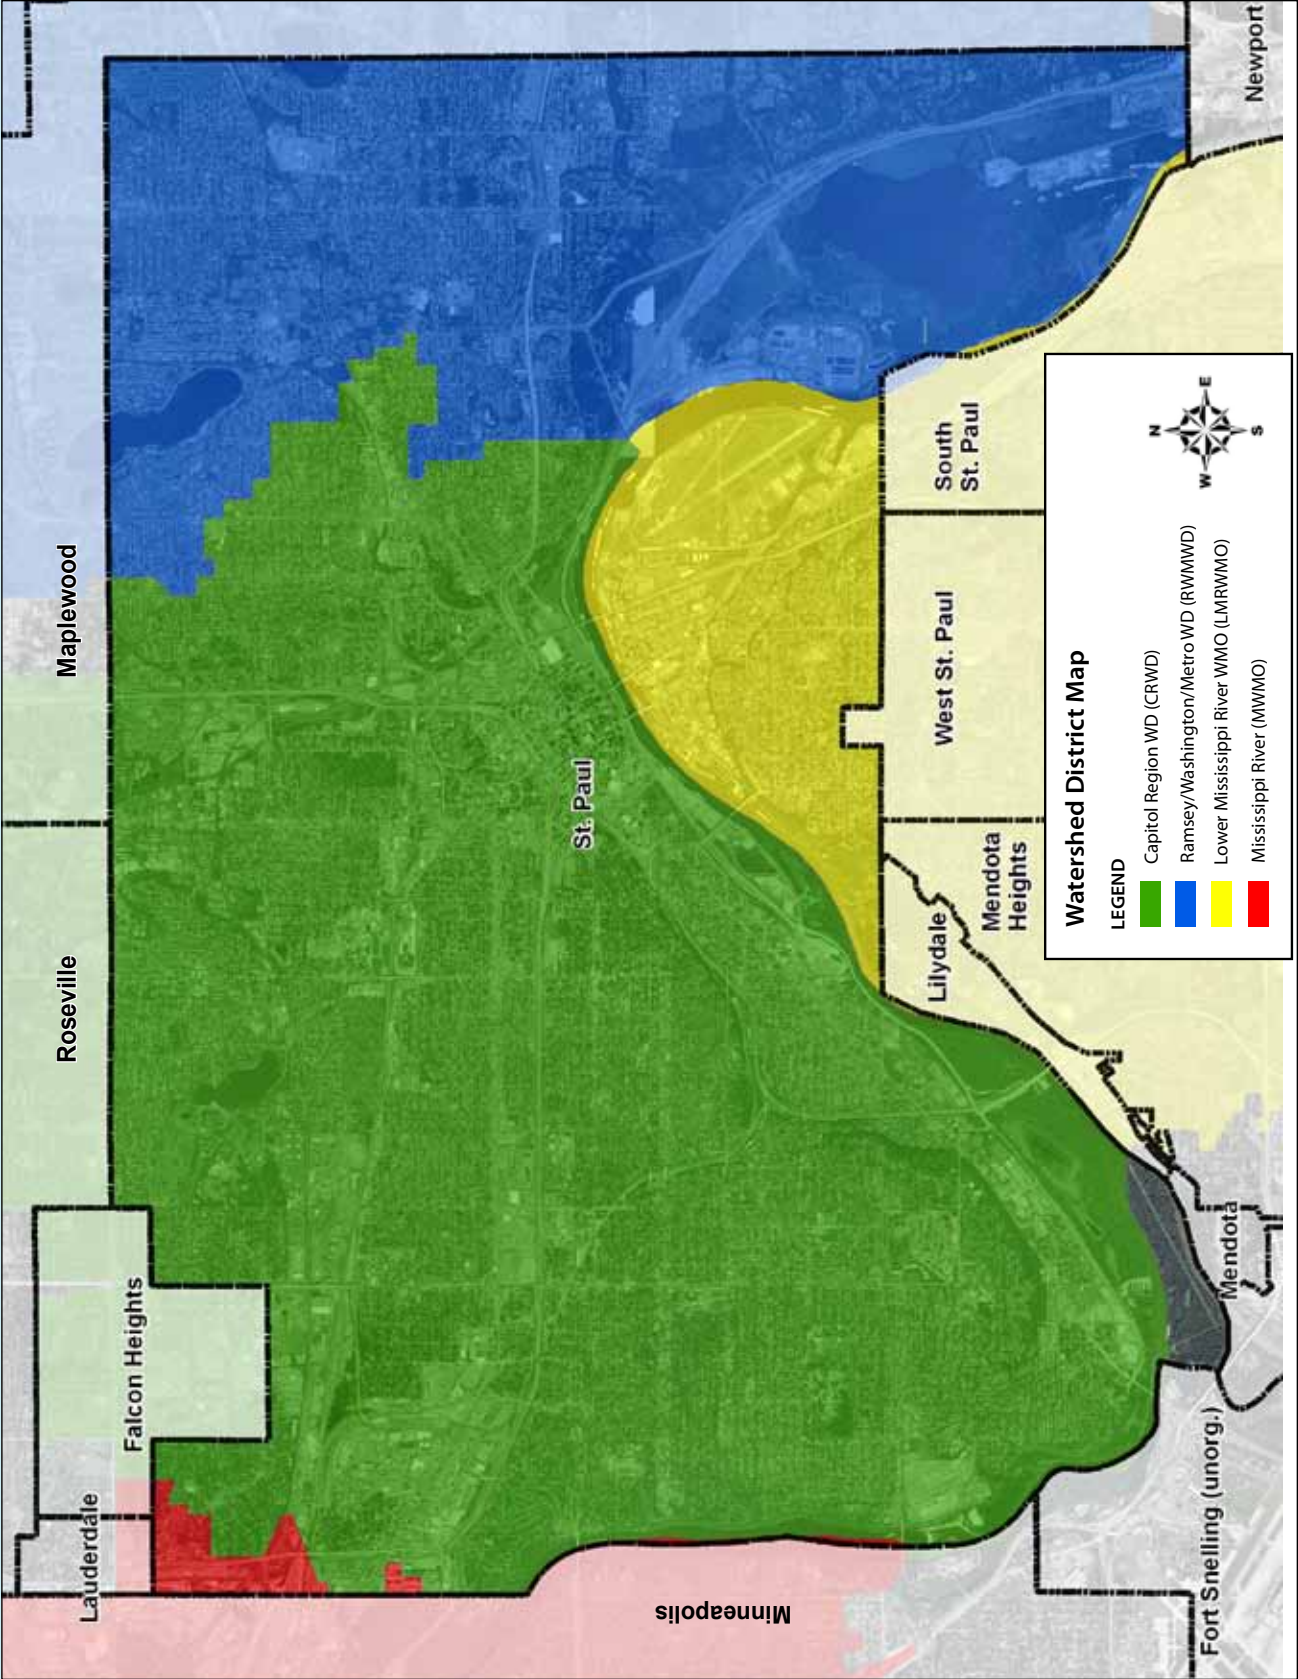 Lauderdale
Falcon Heights
Roseville
Maplewood
Minneapolis
St. Paul
Fort Snelling (unorg.)
Mendota
Lilydale
Mendota
Heights
West St. Paul
South
St. Paul
Newport
Watershed District Map
LEGEND
Capitol Region WD (CRWD)
Ramsey/Washington/Metro WD (RWMWD)
Lower Mississippi River WMO (LMRWMO)
Mississippi River (MWMO)
N
W
E
S